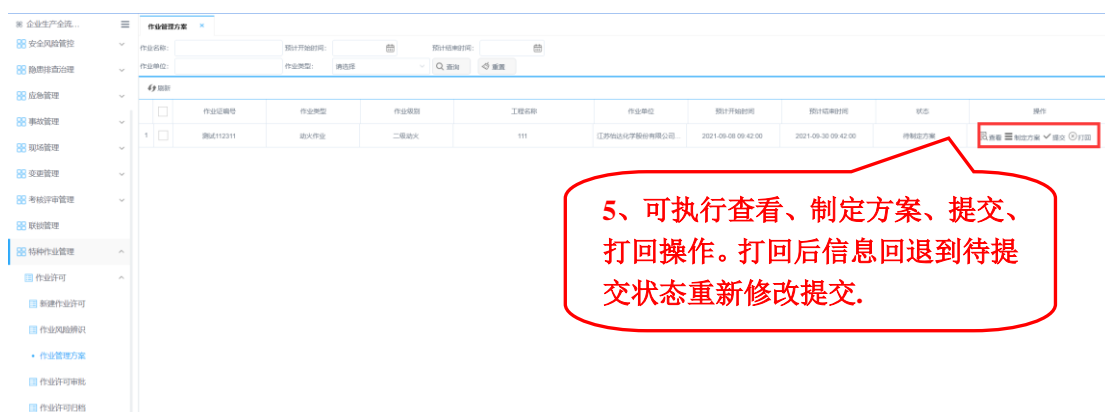 企业生产全流...
作业管理方案 ×
安全风险管控
隐患排查治理
应急管理
事故管理
现场管理
变更管理
考核评审管理
联锁管理
特种作业管理
作业许可
新建作业许可
作业风险辨识
作业管理方案
作业许可审批
作业许可归档
作业名称: 预计开始时间: 预计结束时间:
作业单位: 作业类型: 请选择 查询 重置
刷新
作业证编号 作业类型 作业级别 工程名称 作业单位 预计开始时间 预计结束时间 状态 操作
1 测试112311 动火作业 二级动火 111 江苏怡达化学股份有限公司... 2021-09-08 09:42:00 2021-09-30 09:42:00 待制定方案 查看 制定方案 提交 打回
5、可执行查看、制定方案、提交、
打回操作。打回后信息回退到待提
交状态重新修改提交.